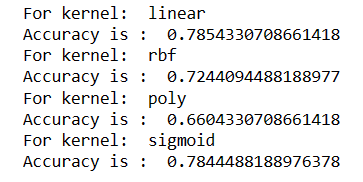 For kernel:  linear
Accuracy is :  0.7854330708661418
For kernel:  rbf
Accuracy is :  0.7244094488188977
For kernel:  poly
Accuracy is :  0.6604330708661418
For kernel:  sigmoid
Accuracy is :  0.7844488188976378